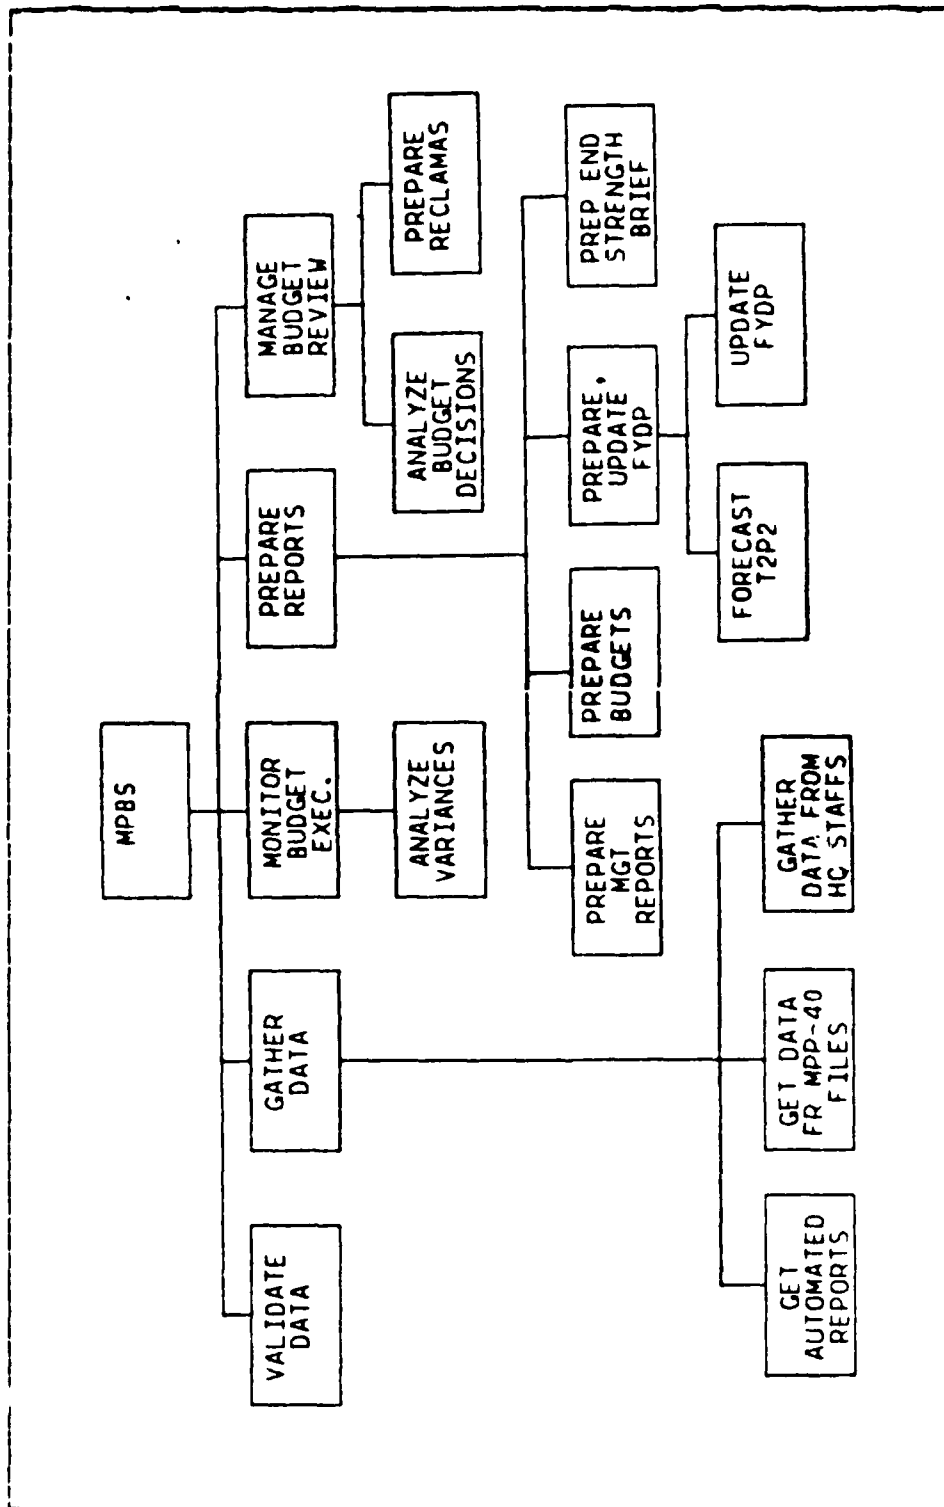 MPBS
VALIDATE
DATA
GATHER
DATA
MONITOR
BUDGET
EXEC.
PREPARE
REPORTS
MANAGE
BUDGET
REVIEW
ANALYZE
VARIANCES
ANALYZE
BUDGET
DECISIONS
PREPARE
RECLAMAS
PREPARE
MGT
REPORTS
PREPARE
BUDGETS
PREPARE,
UPDATE
FYDP
PREP END
STRENGTH
BRIEF
FORECAST
T2P2
UPDATE
FYDP
GET
AUTOMATED
REPORTS
GET DATA
FR MPP-40
FILES
GATHER
DATA FROM
HQ STAFFS